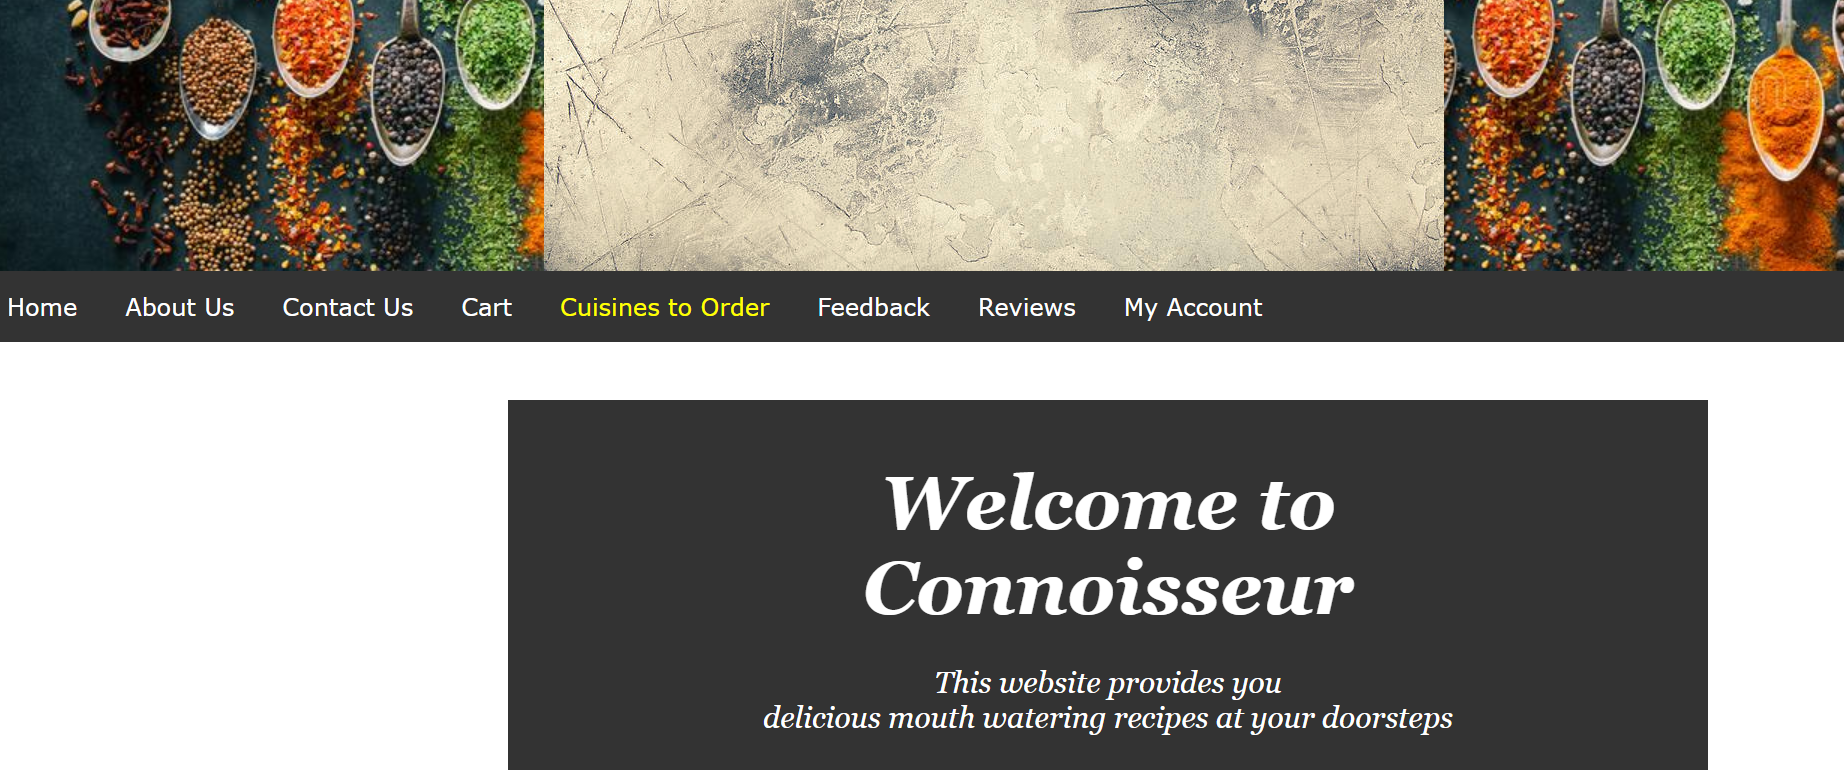 Home About Us Contact Us Cart Cuisines to Order Feedback Reviews My Account
Welcome to
Connoisseur
This website provides you
delicious mouth watering recipes at your doorsteps